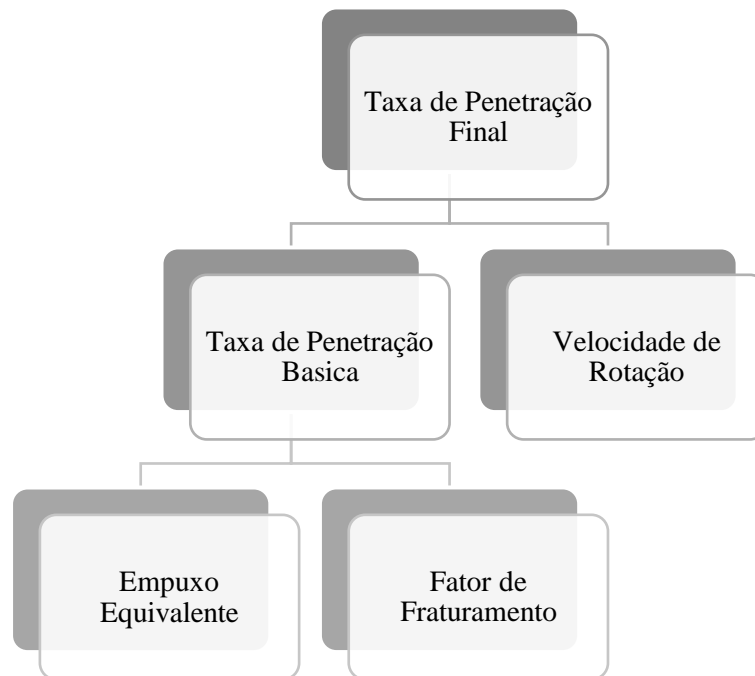 Taxa de Penetração
Final
Taxa de Penetração
Basica
Velocidade de
Rotação
Empuxo
Equivalente
Fator de
Fraturamento